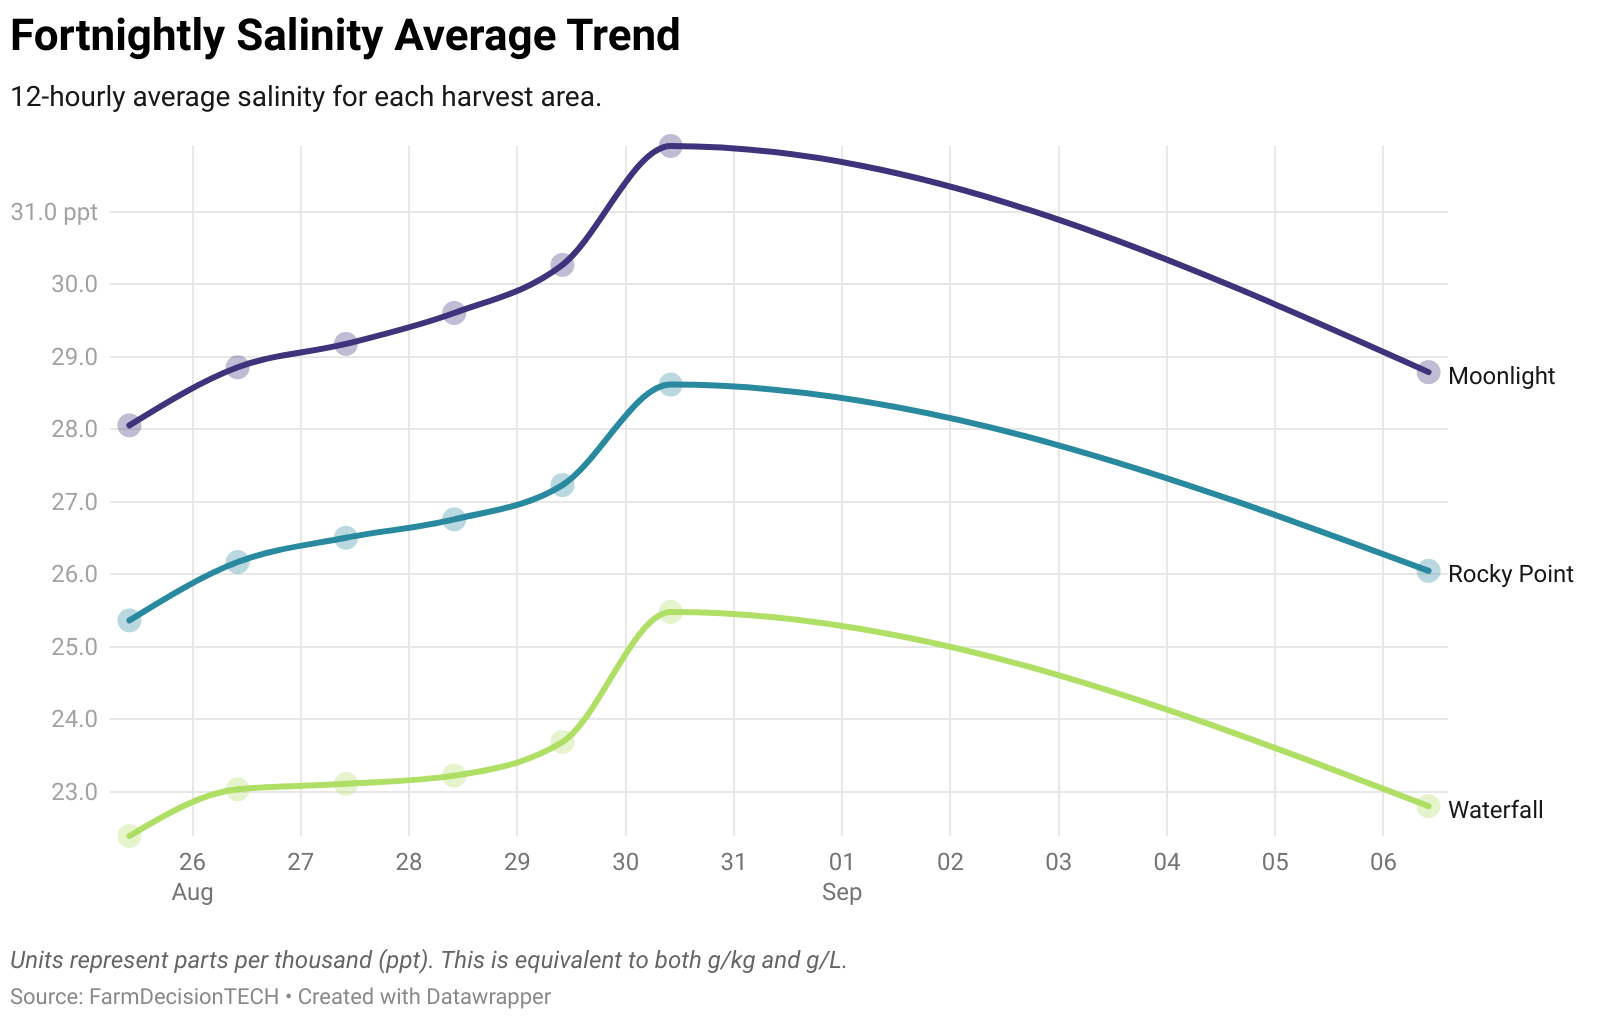 Fortnightly Salinity Average Trend
12-hourly average salinity for each harvest area.
31.0 ppt
30.0
29.0
28.0
27.0
26.0
25.0
24.0
23.0
Moonlight
Rocky Point
Waterfall
26 27 28 29 30 31 01 02 03 04 05 06
Aug Sep
Units represent parts per thousand (ppt). This is equivalent to both g/kg and g/L.
Source: FarmDecisionTECH • Created with Datawrapper